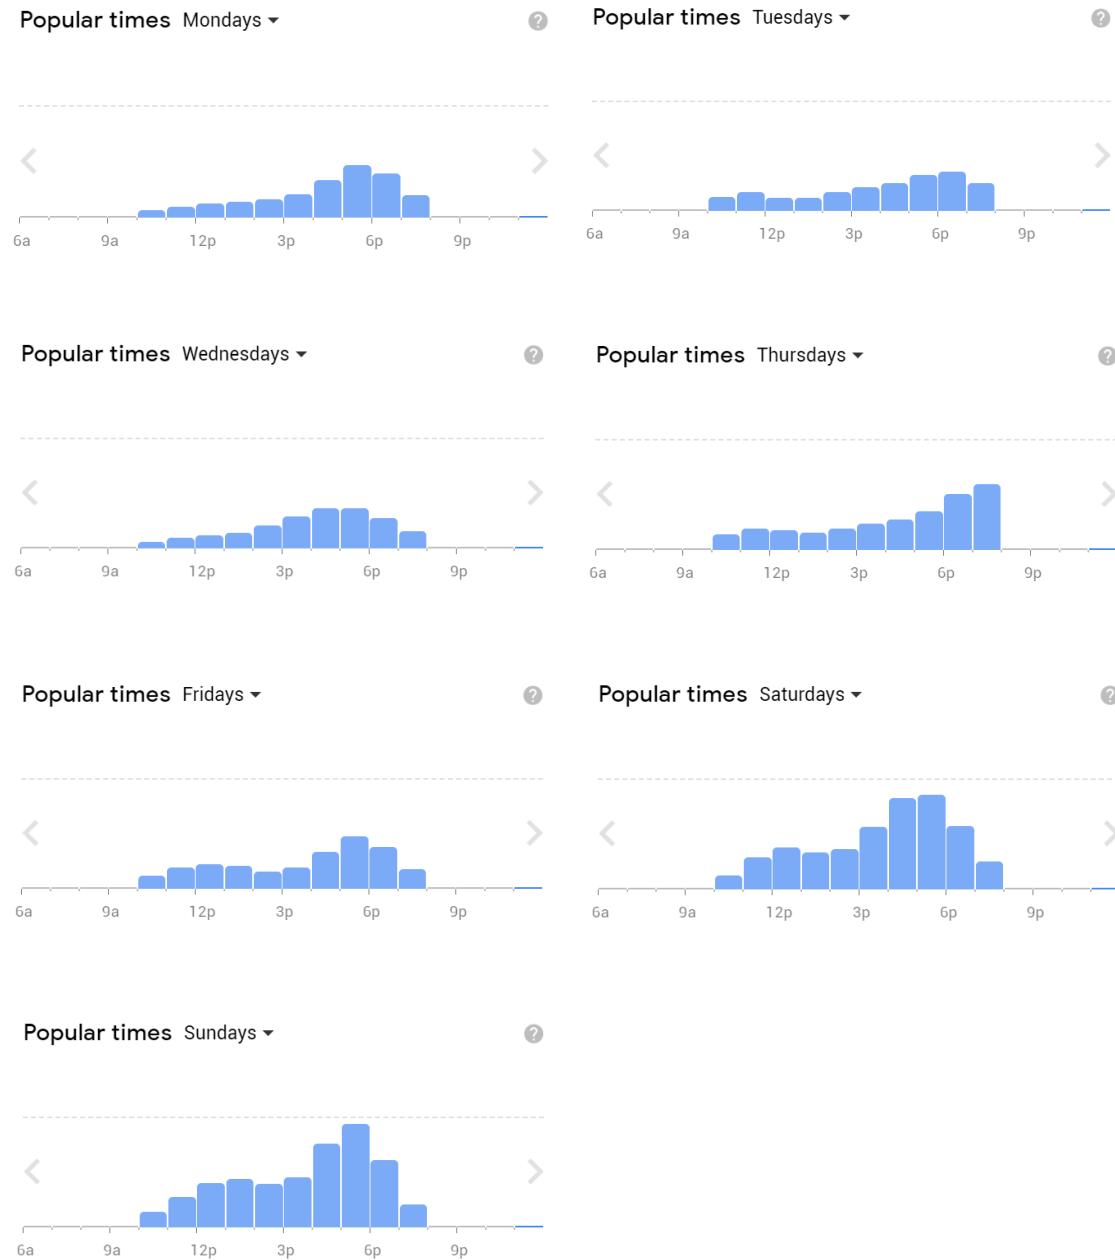 Popular times Mondays
?
6a 9a 12p 3p 6p 9p
Popular times Tuesdays
?
6a 9a 12p 3p 6p 9p
Popular times Wednesdays
?
6a 9a 12p 3p 6p 9p
Popular times Thursdays
?
6a 9a 12p 3p 6p 9p
Popular times Fridays
?
6a 9a 12p 3p 6p 9p
Popular times Saturdays
?
6a 9a 12p 3p 6p 9p
Popular times Sundays
?
6a 9a 12p 3p 6p 9p